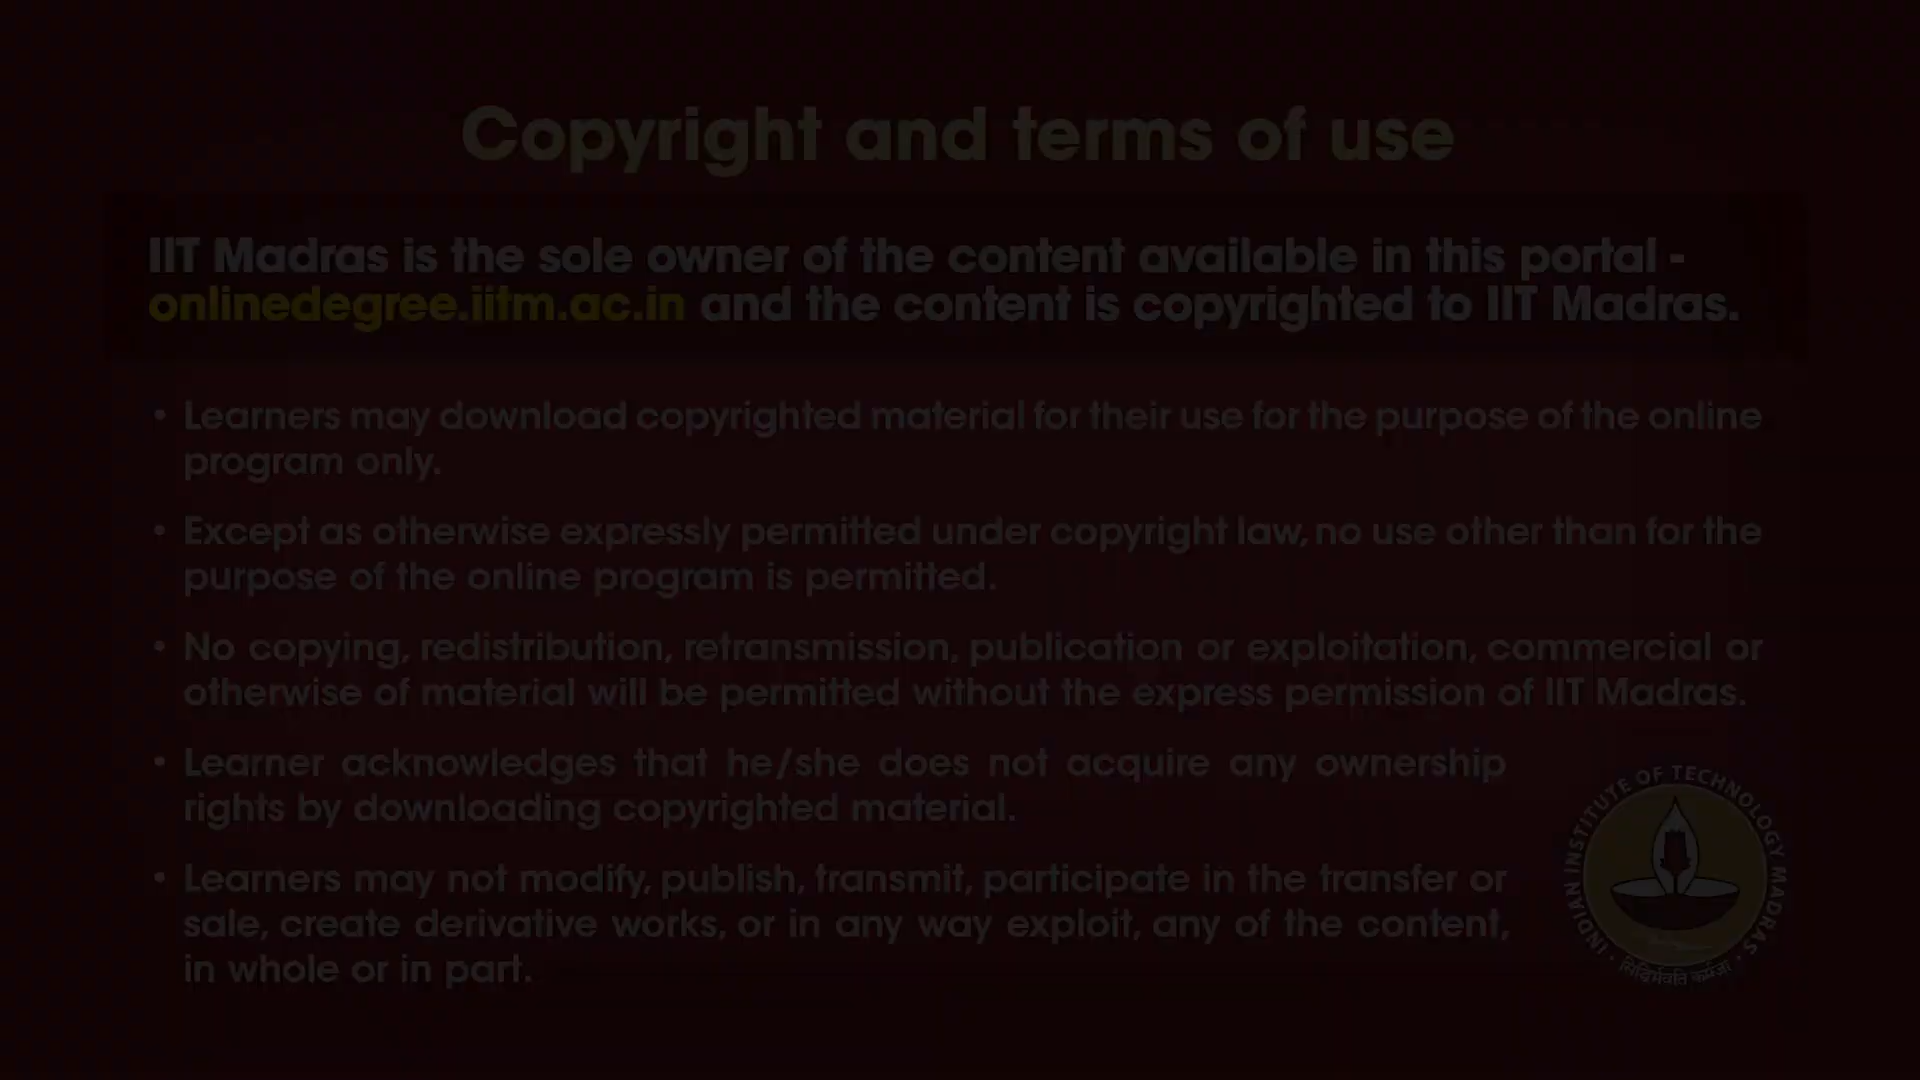 Copyright and terms of use
IIT Madras is the sole owner of the content available in this portal -
onlinedegree.iitm.ac.in and the content is copyrighted to IIT Madras.
• Learners may download copyrighted material for their use for the purpose of the online
program only.
• Except as otherwise expressly permitted under copyright law, no use other than for the
purpose of the online program is permitted.
• No copying, redistribution, retransmission, publication or exploitation, commercial or
otherwise of material will be permitted without the express permission of IIT Madras.
• Learner acknowledges that he/she does not acquire any ownership
rights by downloading copyrighted material.
• Learners may not modify, publish, transmit, participate in the transfer or
sale, create derivative works, or in any way exploit, any of the content,
in whole or in part.
INDIAN INSTITUTE OF TECHNOLOGY MADRAS
सिद्धिर्भवति कर्मजा